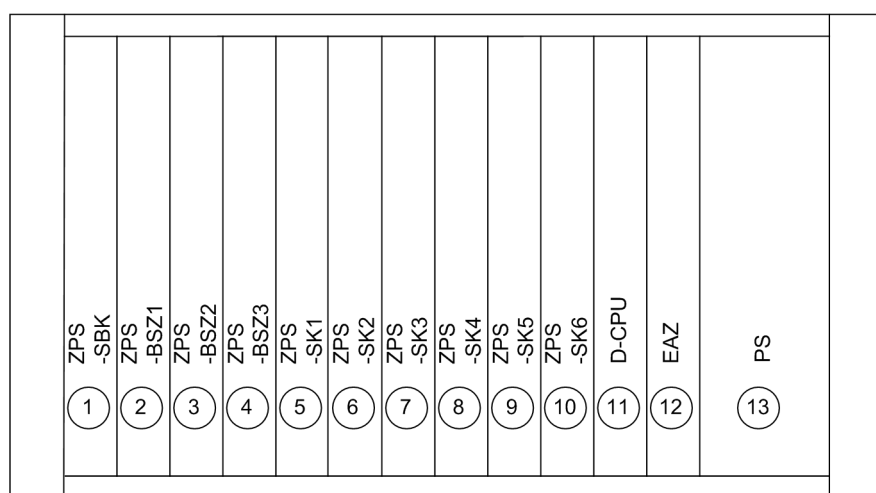 ZPS
-SBK
ZPS
-BSZ1
ZPS
-BSZ2
ZPS
-BSZ3
ZPS
-SK1
ZPS
-SK2
ZPS
-SK3
ZPS
-SK4
ZPS
-SK5
ZPS
-SK6
D-CPU
EAZ
PS
1
2
3
4
5
6
7
8
9
10
11
12
13